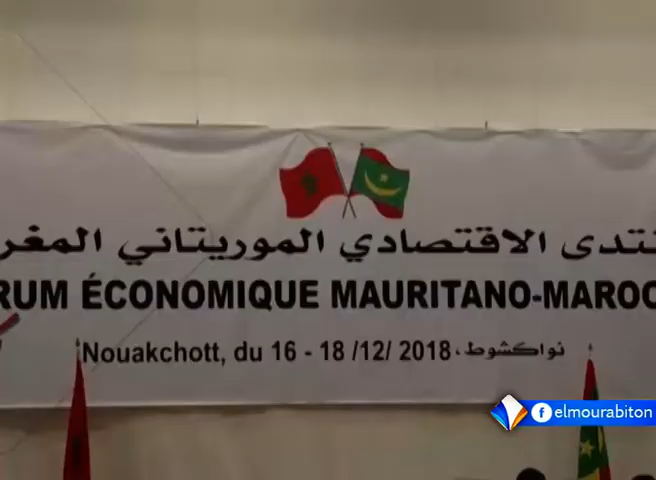 نتدى الاقتصادي الموريتاني المغر
RUM ÉCONOMIQUE MAURITANO-MAROC
Nouakchott, du 16 - 18 /12/ 2018 ، نواكشوط
elmourabiton